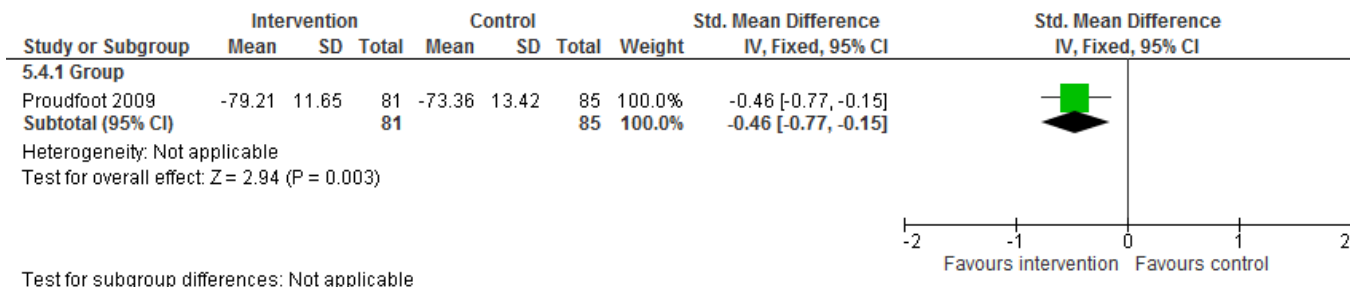 Intervention Control Std. Mean Difference Std. Mean Difference
Study or Subgroup Mean SD Total Mean SD Total Weight IV, Fixed, 95% CI IV, Fixed, 95% CI
5.4.1 Group
Proudfoot 2009 -79.21 11.65 81 -73.36 13.42 85 100.0% -0.46 [-0.77, -0.15]
Subtotal (95% CI) 81 85 100.0% -0.46 [-0.77, -0.15]
Heterogeneity: Not applicable
Test for overall effect: Z = 2.94 (P = 0.003)
-2 -1 0 1 2
Favours intervention Favours control
Test for subgroup differences: Not applicable